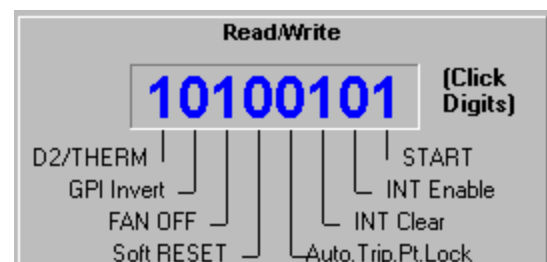 Read/Write
10100101 (Click Digits)
D2/THERM START
GPI Invert INT Enable
FAN OFF INT Clear
Soft RESET Auto.Trip.Pt.Lock